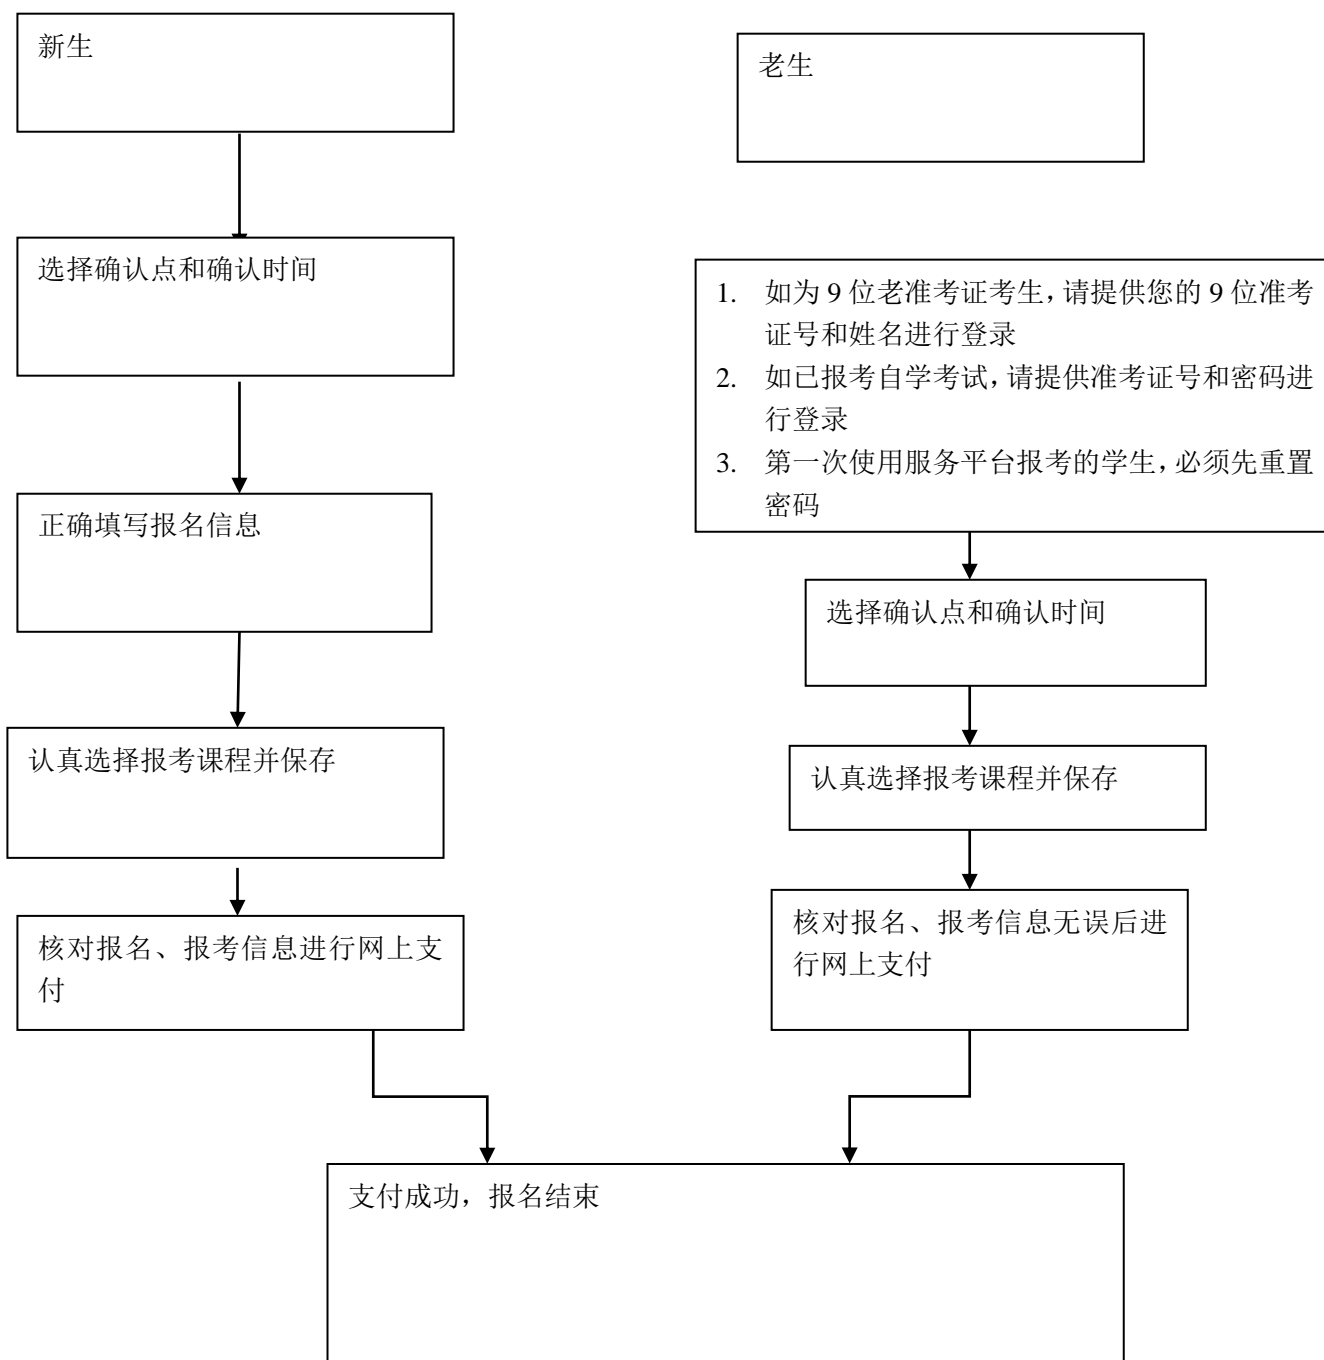 新生
选择确认点和确认时间
正确填写报名信息
认真选择报考课程并保存
核对报名、报考信息进行网上支
付
老生
1. 如为 9 位老准考证考生，请提供您的 9 位准考
证号和姓名进行登录
2. 如已报考自学考试，请提供准考证号和密码进
行登录
3. 第一次使用服务平台报考的学生，必须先重置
密码
选择确认点和确认时间
认真选择报考课程并保存
核对报名、报考信息无误后进
行网上支付
支付成功，报名结束